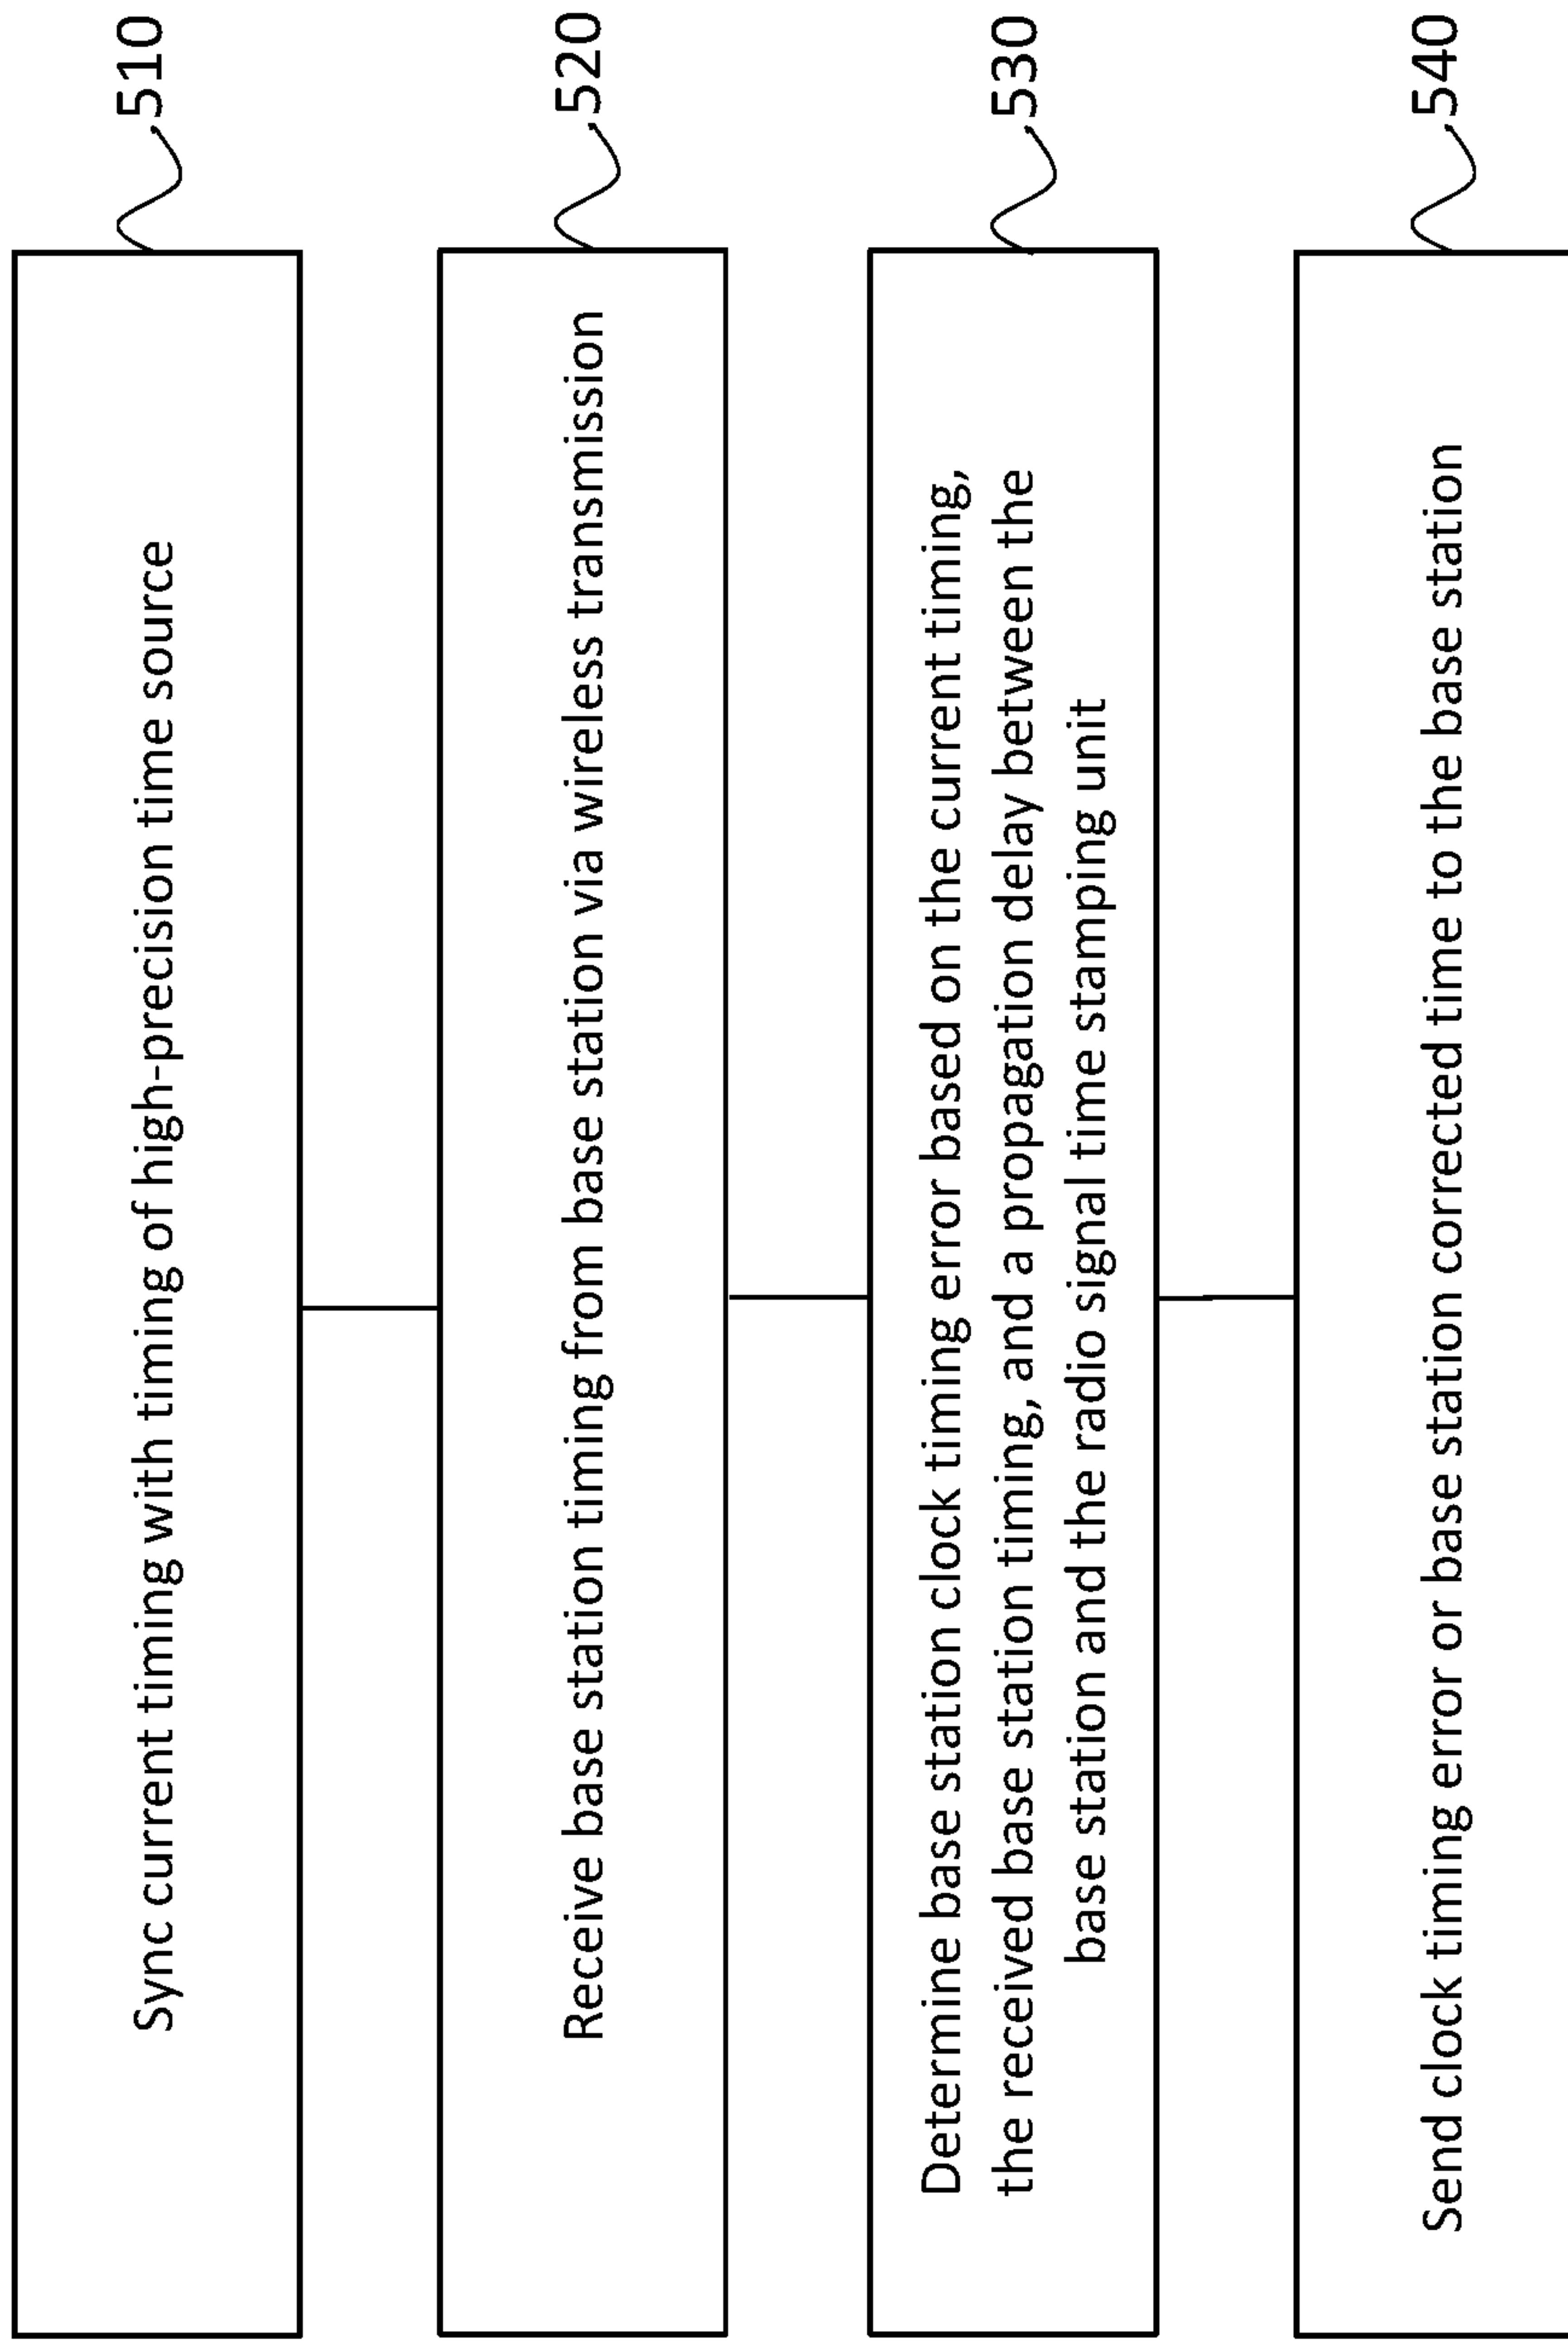 Sync current timing with timing of high-precision time source
510
Receive base station timing from base station via wireless transmission
520
Determine base station clock timing error based on the current timing,
the received base station timing, and a propagation delay between the
base station and the radio signal time stamping unit
530
Send clock timing error or base station corrected time to the base station
540